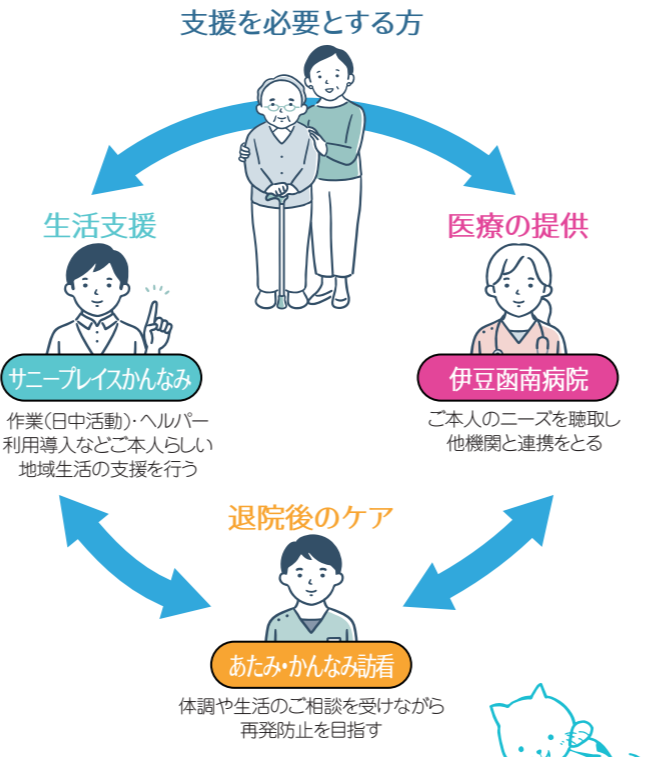 支援を必要とする方
生活支援
サニープレイスかんなみ
作業(日中活動)・ヘルパー
利用導入などご本人らしい
地域生活の支援を行う
医療の提供
伊豆函南病院
ご本人のニーズを聴取し
他機関と連携をとる
退院後のケア
あたみ・かんなみ訪看
体調や生活のご相談を受けながら
再発防止を目指す